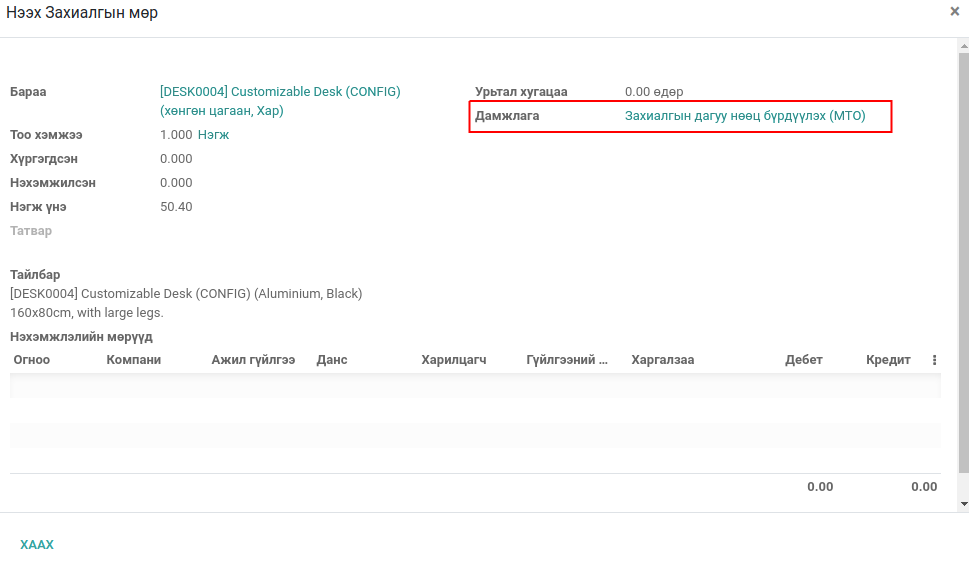 Нээх Захиалгын мөр
×
Бараа
[DESK0004] Customizable Desk (CONFIG)
(хөнгөн цагаан, Хар)
Тоо хэмжээ 1.000 Нэгж
Хүргэгдсэн 0.000
Нэхэмжилсэн 0.000
Нэгж үнэ 50.40
Татвар
Урьтал хугацаа 0.00 өдөр
Дамжлага Захиалгын дагуу нөөц бүрдүүлэх (MTO)
Тайлбар
[DESK0004] Customizable Desk (CONFIG) (Aluminium, Black)
160x80cm, with large legs.
Нэхэмжлэлийн мөрүүд
Огноо Компани Ажил гүйлгээ Данс Харилцагч Гүйлгээний ... Харгалзаа Дебет Кредит
0.00 0.00
ХААХ